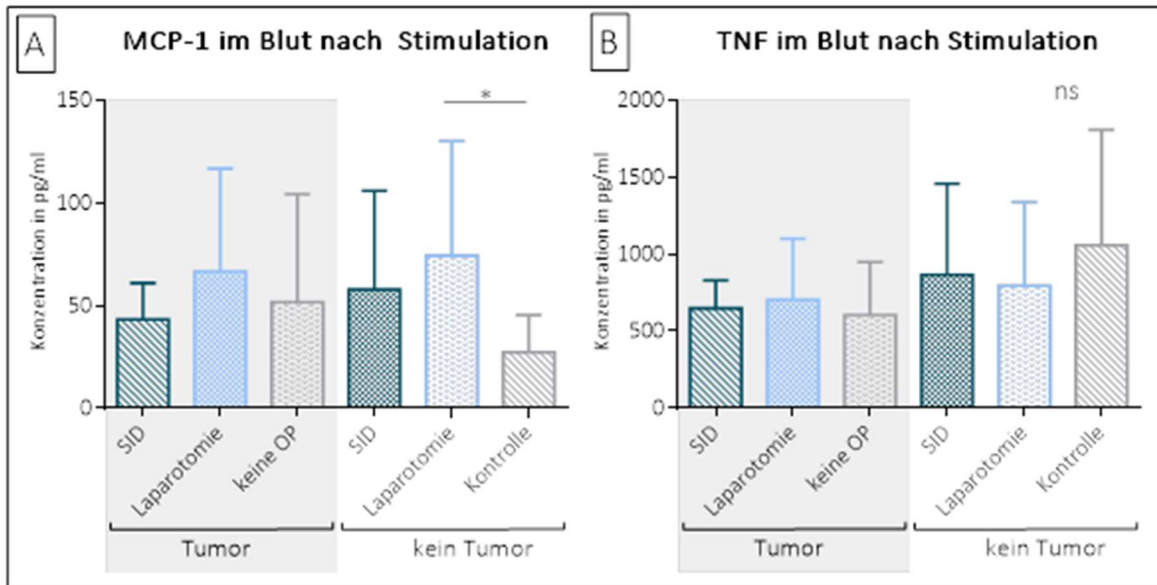 A
MCP-1 im Blut nach Stimulation
Konzentration in pg/ml
150
100
50
0
*
SID
Laparotomie
keine OP
SID
Laparotomie
Kontrolle
Tumor
kein Tumor
B
TNF im Blut nach Stimulation
Konzentration in pg/ml
2000
1500
1000
500
0
ns
SID
Laparotomie
keine OP
SID
Laparotomie
Kontrolle
Tumor
kein Tumor